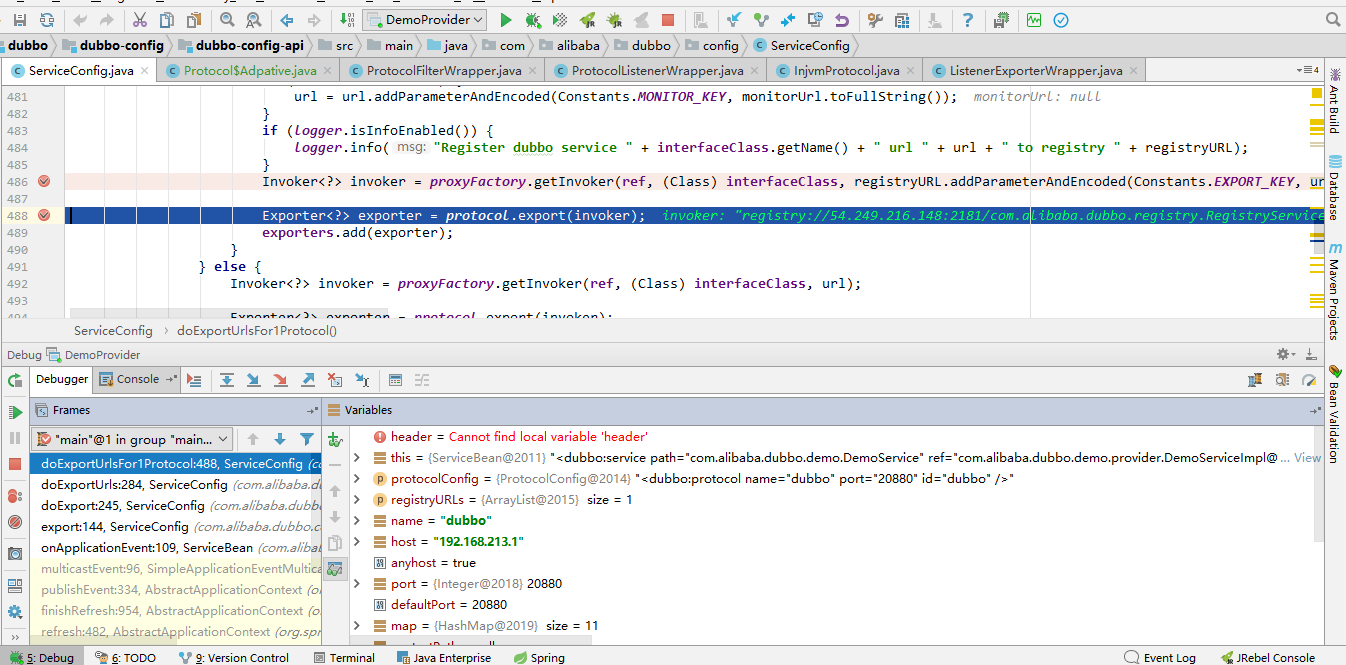 DemoProvider
dubbo dubbo-config dubbo-config-api src main java com alibaba dubbo config ServiceConfig
ServiceConfig.java Protocol$Adpative.java ProtocolFilterWrapper.java ProtocolListenerWrapper.java InjvmProtocol.java ListenerExporterWrapper.java 4
481 url = url.addParameterAndEncoded(Constants.MONITOR_KEY, monitorUrl.toFullString()); monitorUrl: null
482 }
483 if (logger.isInfoEnabled()) {
484 logger.info( msg: "Register dubbo service " + interfaceClass.getName() + " url " + url + " to registry " + registryURL);
485 }
486 Invoker<?> invoker = proxyFactory.getInvoker(ref, (Class) interfaceClass, registryURL.addParameterAndEncoded(Constants.EXPORT_KEY, ur
487
488 Exporter<?> exporter = protocol.export(invoker); invoker: "registry://54.249.216.148:2181/com.alibaba.dubbo.registry.RegistryService
489 exporters.add(exporter);
490 }
491 } else {
492 Invoker<?> invoker = proxyFactory.getInvoker(ref, (Class) interfaceClass, url);
493
494 Exporter<?> exporter = protocol.export(invoker);
ServiceConfig › doExportUrlsFor1Protocol()
Debug DemoProvider
Debugger Console
Frames
Variables
"main"@1 in group "main...
doExportUrlsFor1Protocol:488, ServiceConfig (co
doExportUrls:284, ServiceConfig (com.alibaba.d
doExport:245, ServiceConfig (com.alibaba.dubb
export:144, ServiceConfig (com.alibaba.dubbo.c
onApplicationEvent:109, ServiceBean (com.alibab
multicastEvent:96, SimpleApplicationEventMultica
publishEvent:334, AbstractApplicationContext (o
finishRefresh:954, AbstractApplicationContext (o
refresh:482, AbstractApplicationContext (org.spr
header = Cannot find local variable 'header'
this = {ServiceBean@2011} "<dubbo:service path="com.alibaba.dubbo.demo.DemoService" ref="com.alibaba.dubbo.demo.provider.DemoServiceImpl@ ... View
protocolConfig = {ProtocolConfig@2014} "<dubbo:protocol name="dubbo" port="20880" id="dubbo" />"
registryURLs = {ArrayList@2015} size = 1
name = "dubbo"
host = "192.168.213.1"
anyhost = true
port = {Integer@2018} 20880
defaultPort = 20880
map = {HashMap@2019} size = 11
Ant Build
Database
Maven Projects
Bean Validation
5: Debug 6: TODO 9: Version Control Terminal Java Enterprise Spring Event Log JRebel Console